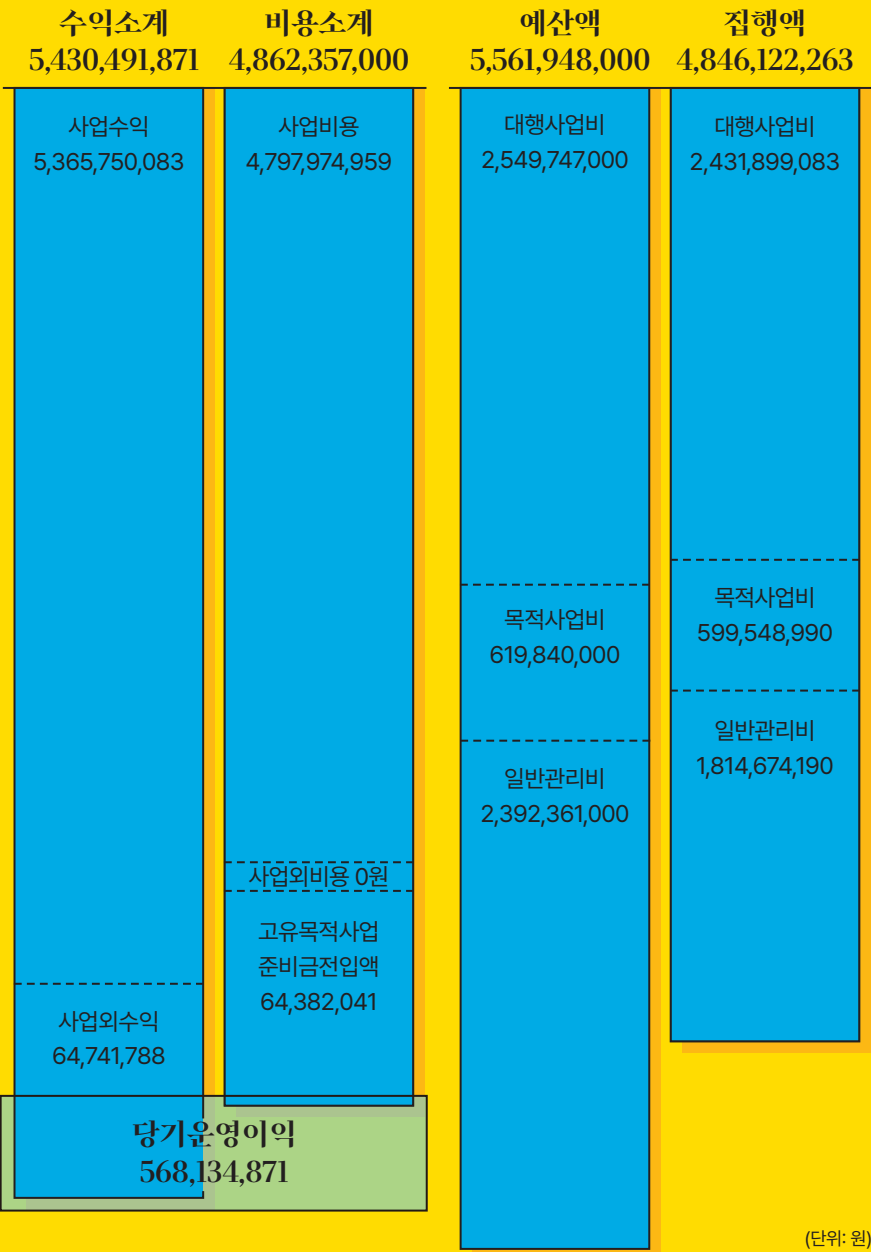 수익소계
5,430,491,871
사업수익
5,365,750,083
사업외수익
64,741,788
비용소계
4,862,357,000
사업비용
4,797,974,959
사업외비용 0원
고유목적사업
준비금전입액
64,382,041
당기운영이익
568,134,871
예산액
5,561,948,000
대행사업비
2,549,747,000
목적사업비
619,840,000
일반관리비
2,392,361,000
집행액
4,846,122,263
대행사업비
2,431,899,083
목적사업비
599,548,990
일반관리비
1,814,674,190
(단위: 원)